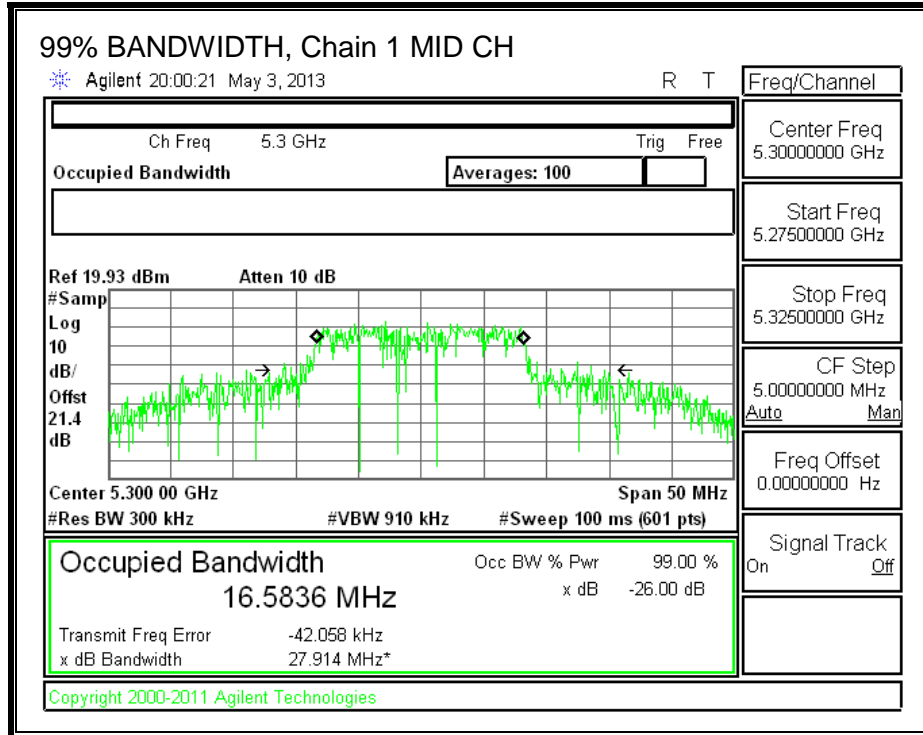 99% BANDWIDTH, Chain 1 MID CH
Agilent 20:00:21 May 3, 2013 R T
Freq/Channel
Ch Freq 5.3 GHz Trig Free
Occupied Bandwidth Averages: 100
Center Freq
5.30000000 GHz
Start Freq
5.27500000 GHz
Stop Freq
5.32500000 GHz
CF Step
5.00000000 MHz
Auto Man
Freq Offset
0.00000000 Hz
Signal Track
On Off
Ref 19.93 dBm Atten 10 dB
#Samp
Log
10
dB/
Offst
21.4
dB
Center 5.300 00 GHz Span 50 MHz
#Res BW 300 kHz #VBW 910 kHz #Sweep 100 ms (601 pts)
Occupied Bandwidth Occ BW % Pwr 99.00 %
16.5836 MHz x dB -26.00 dB
Transmit Freq Error -42.058 kHz
x dB Bandwidth 27.914 MHz*
Copyright 2000-2011 Agilent Technologies